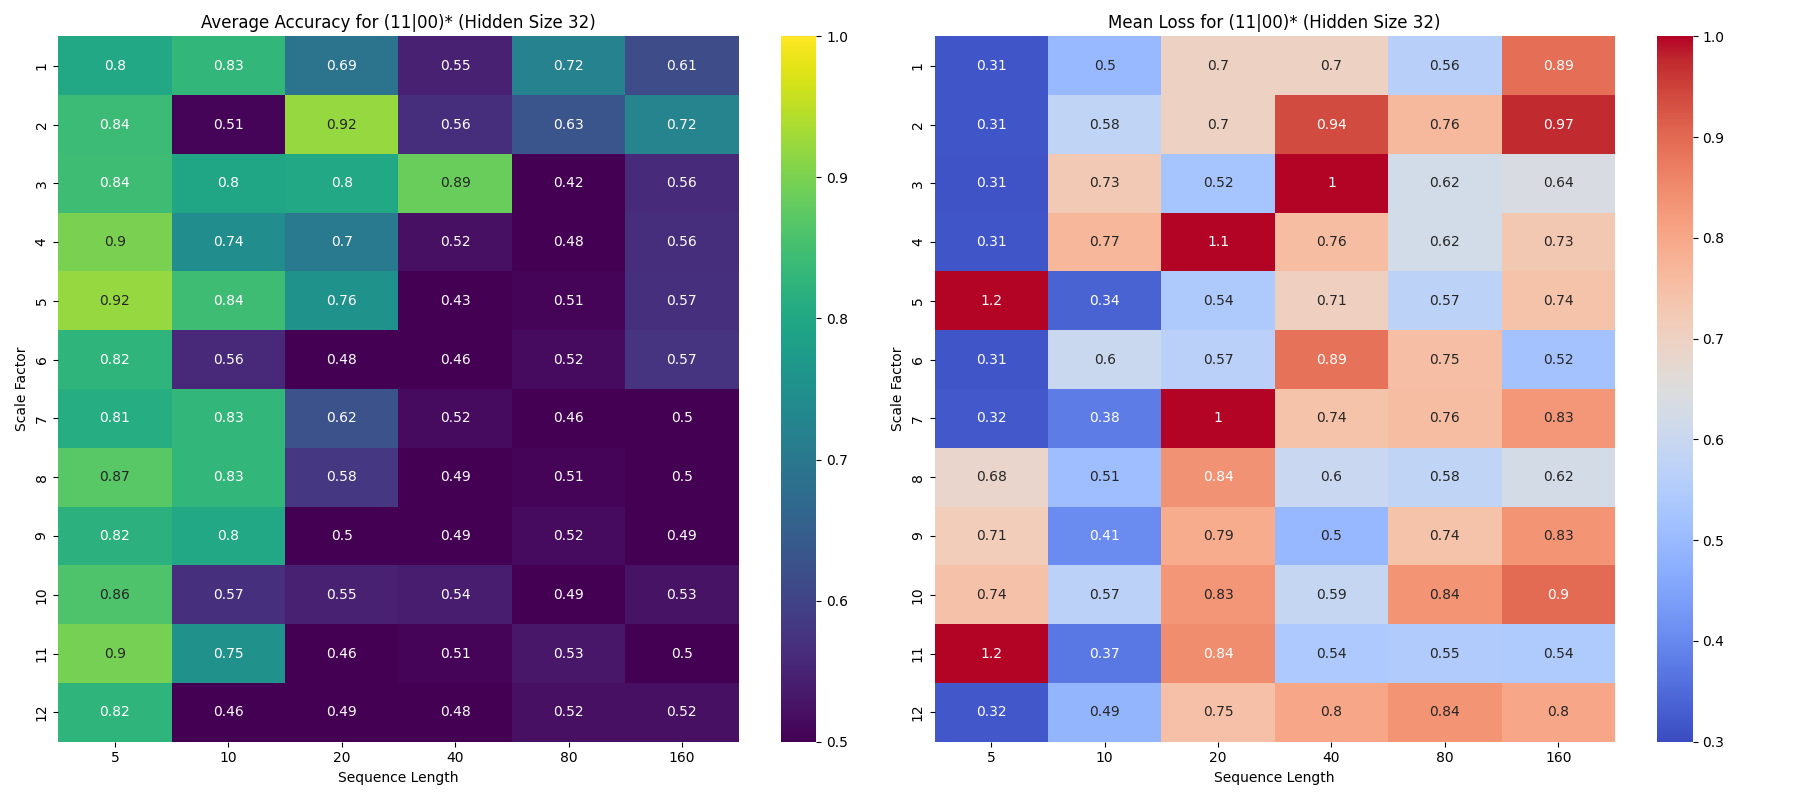 Average Accuracy for (11|00)* (Hidden Size 32)
Scale Factor
1 0.8 0.83 0.69 0.55 0.72 0.61
2 0.84 0.51 0.92 0.56 0.63 0.72
3 0.84 0.8 0.8 0.89 0.42 0.56
4 0.9 0.74 0.7 0.52 0.48 0.56
5 0.92 0.84 0.76 0.43 0.51 0.57
6 0.82 0.56 0.48 0.46 0.52 0.57
7 0.81 0.83 0.62 0.52 0.46 0.5
8 0.87 0.83 0.58 0.49 0.51 0.5
9 0.82 0.8 0.5 0.49 0.52 0.49
10 0.86 0.57 0.55 0.54 0.49 0.53
11 0.9 0.75 0.46 0.51 0.53 0.5
12 0.82 0.46 0.49 0.48 0.52 0.52
5 10 20 40 80 160
Sequence Length
1.0
0.9
0.8
0.7
0.6
0.5
Mean Loss for (11|00)* (Hidden Size 32)
Scale Factor
1 0.31 0.5 0.7 0.7 0.56 0.89
2 0.31 0.58 0.7 0.94 0.76 0.97
3 0.31 0.73 0.52 1 0.62 0.64
4 0.31 0.77 1.1 0.76 0.62 0.73
5 1.2 0.34 0.54 0.71 0.57 0.74
6 0.31 0.6 0.57 0.89 0.75 0.52
7 0.32 0.38 1 0.74 0.76 0.83
8 0.68 0.51 0.84 0.6 0.58 0.62
9 0.71 0.41 0.79 0.5 0.74 0.83
10 0.74 0.57 0.83 0.59 0.84 0.9
11 1.2 0.37 0.84 0.54 0.55 0.54
12 0.32 0.49 0.75 0.8 0.84 0.8
5 10 20 40 80 160
Sequence Length
1.0
0.9
0.8
0.7
0.6
0.5
0.4
0.3